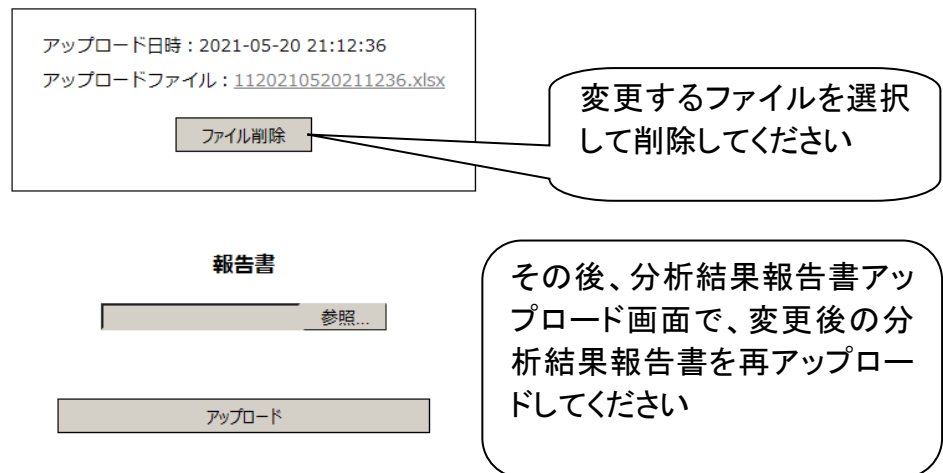 アップロード日時：2021-05-20 21:12:36
アップロードファイル：1120210520211236.xlsx
ファイル削除
変更するファイルを選択
して削除してください
報告書
参照...
アップロード
その後、分析結果報告書アッ
プロード画面で、変更後の分
析結果報告書を再アップロー
ドしてください